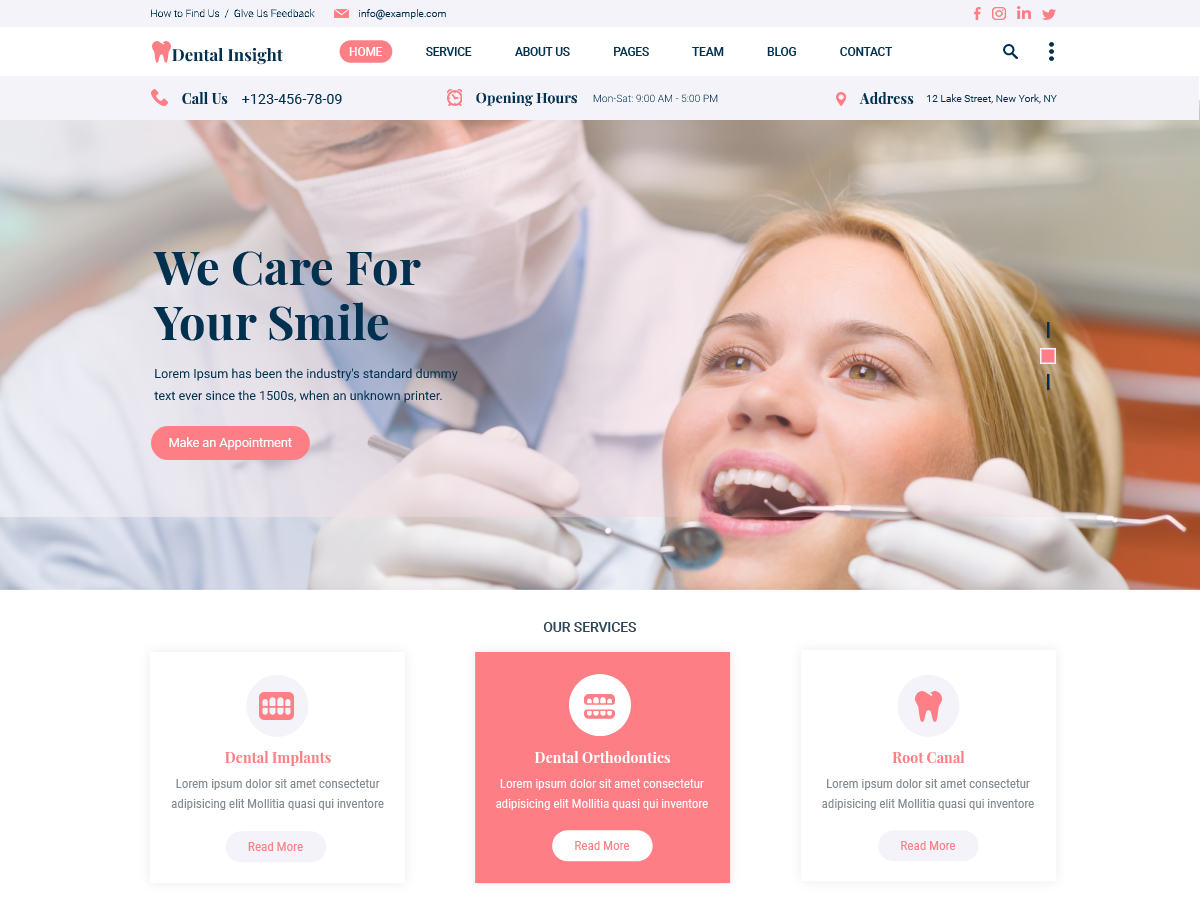 How to Find Us / Give Us Feedback info@example.com
Dental Insight HOME SERVICE ABOUT US PAGES TEAM BLOG CONTACT
Call Us +123-456-78-09 Opening Hours Mon-Sat: 9:00 AM - 5:00 PM Address 12 Lake Street, New York, NY
We Care For
Your Smile
Lorem Ipsum has been the industry's standard dummy
text ever since the 1500s, when an unknown printer.
Make an Appointment
OUR SERVICES
Dental Implants
Lorem ipsum dolor sit amet consectetur
adipisicing elit Mollitia quasi qui inventore
Read More
Dental Orthodontics
Lorem ipsum dolor sit amet consectetur
adipisicing elit Mollitia quasi qui inventore
Read More
Root Canal
Lorem ipsum dolor sit amet consectetur
adipisicing elit Mollitia quasi qui inventore
Read More